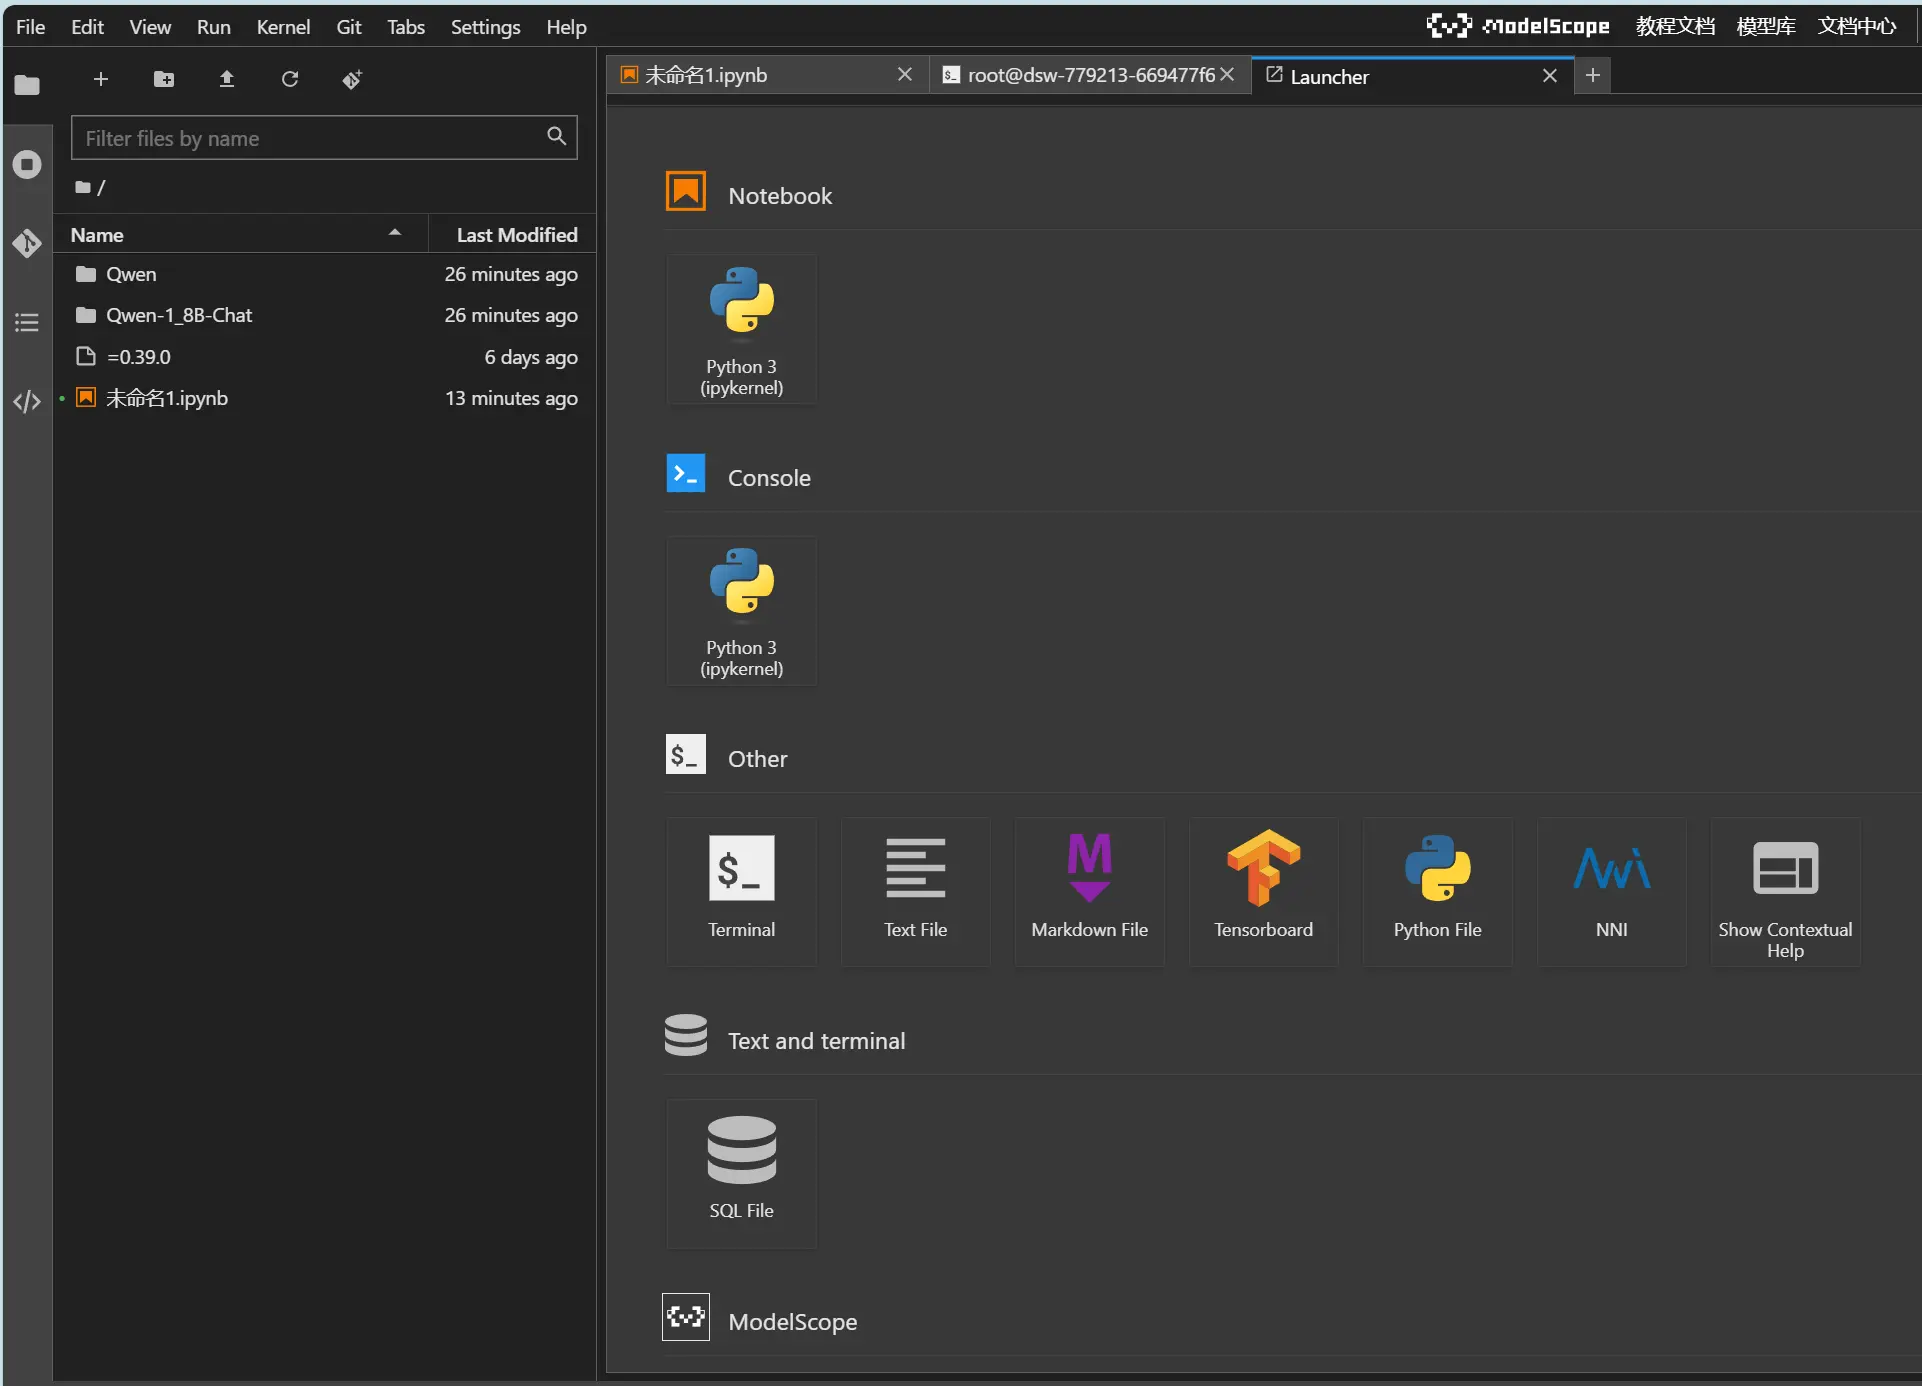 File Edit View Run Kernel Git Tabs Settings Help
ModelScope 教程文档 模型库 文档中心
未命名1.ipynb
root@dsw-779213-669477f6
Launcher
Filter files by name
/
Name Last Modified
Qwen 26 minutes ago
Qwen-1_8B-Chat 26 minutes ago
=0.39.0 6 days ago
未命名1.ipynb 13 minutes ago
Notebook
Python 3
(ipykernel)
Console
Python 3
(ipykernel)
$_ Other
$_
Terminal
Text File
M
Markdown File
Tensorboard
Python File
NNI
Show Contextual
Help
Text and terminal
SQL File
ModelScope